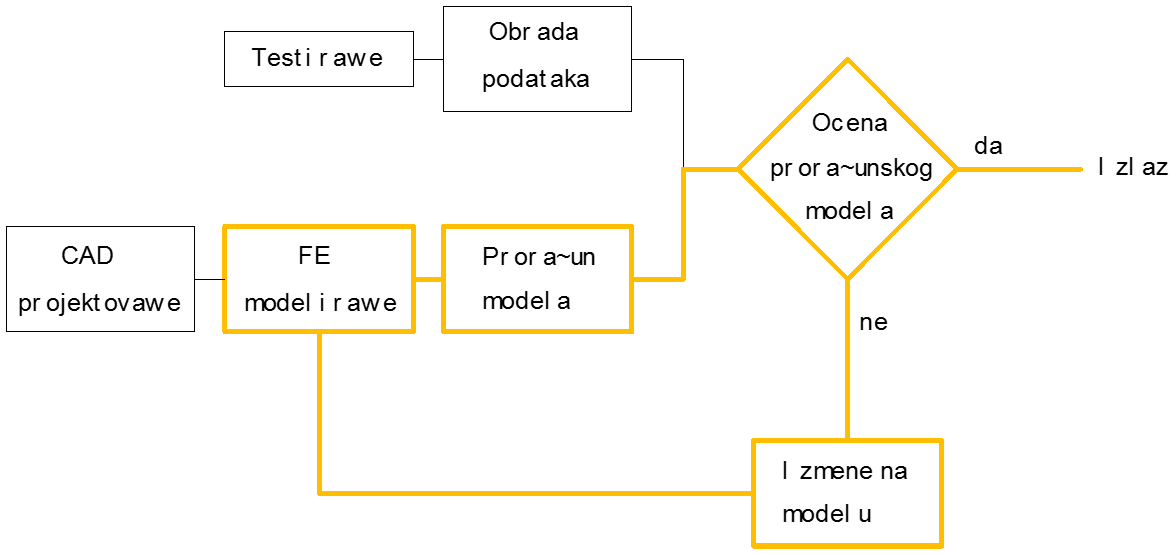 Testirawe
Obrada
podataka
Ocena
prora~unskog
modela
da
Izlaz
CAD
projektovawe
FE
modelirawe
Prora~un
modela
ne
Izmene na
modelu